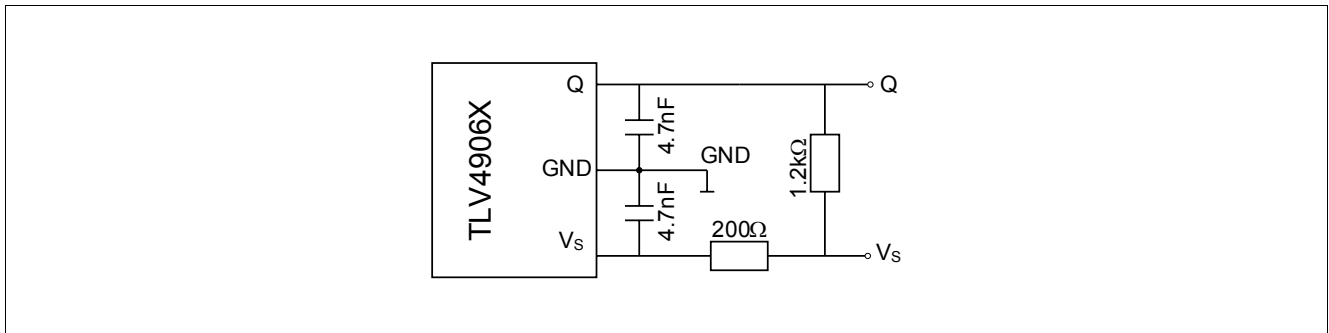 TLV4906X
Q
GND
Vs
4.7nF
4.7nF
GND
200Ω
1.2kΩ
Q
Vs